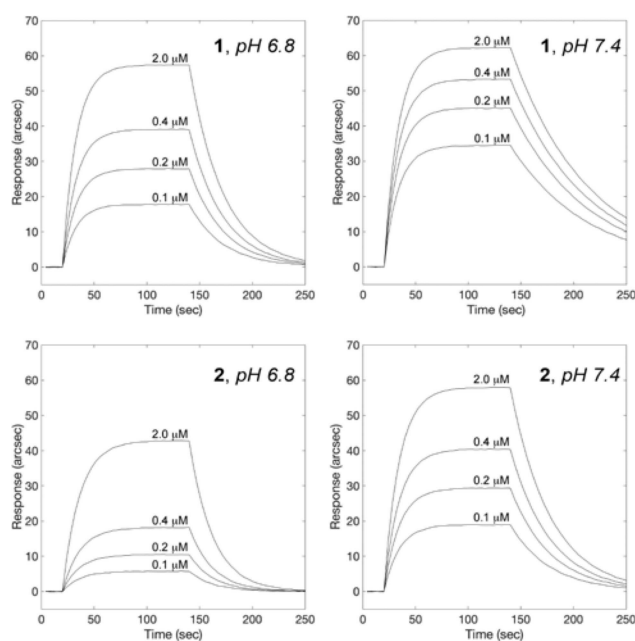 1, pH 6.8
70
60
50
40
30
20
10
0
Response (arcsec)
2.0 µM
0.4 µM
0.2 µM
0.1 µM
0 50 100 150 200 250
Time (sec)
1, pH 7.4
70
60
50
40
30
20
10
0
Response (arcsec)
2.0 µM
0.4 µM
0.2 µM
0.1 µM
0 50 100 150 200 250
Time (sec)
2, pH 6.8
70
60
50
40
30
20
10
0
Response (arcsec)
2.0 µM
0.4 µM
0.2 µM
0.1 µM
0 50 100 150 200 250
Time (sec)
2, pH 7.4
70
60
50
40
30
20
10
0
Response (arcsec)
2.0 µM
0.4 µM
0.2 µM
0.1 µM
0 50 100 150 200 250
Time (sec)